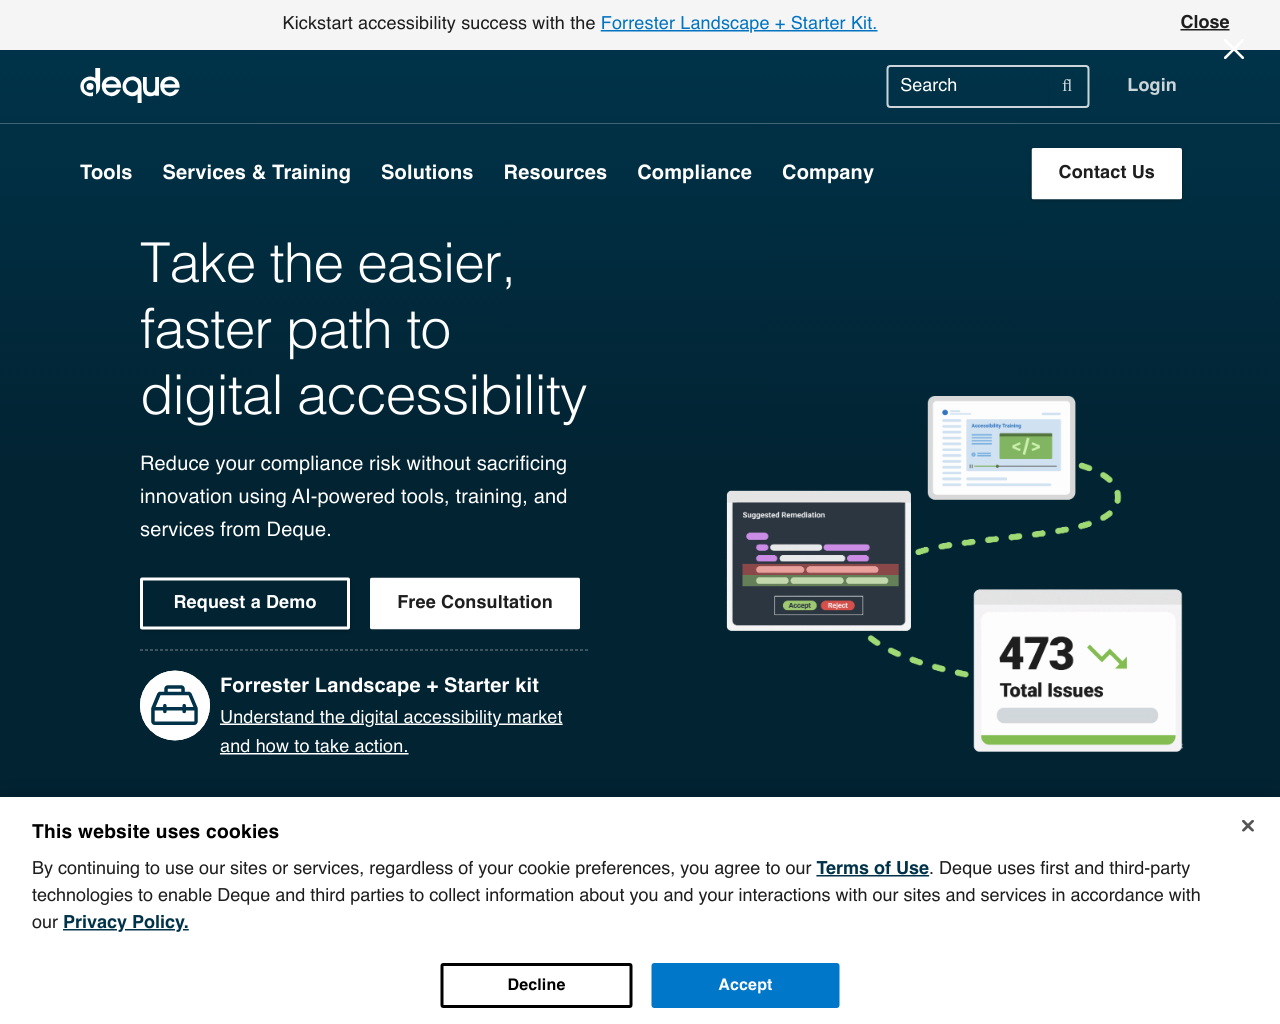 Kickstart accessibility success with the Forrester Landscape + Starter Kit.
Close
deque
Search
Login
Tools
Services & Training
Solutions
Resources
Compliance
Company
Contact Us
Take the easier,
faster path to
digital accessibility
Reduce your compliance risk without sacrificing
innovation using AI-powered tools, training, and
services from Deque.
Request a Demo
Free Consultation
Forrester Landscape + Starter kit
Understand the digital accessibility market
and how to take action.
Accessibility Training
</>
Suggested Remediation
Accept
Reject
473
Total Issues
This website uses cookies
By continuing to use our sites or services, regardless of your cookie preferences, you agree to our Terms of Use. Deque uses first and third-party
technologies to enable Deque and third parties to collect information about you and your interactions with our sites and services in accordance with
our Privacy Policy.
Decline
Accept